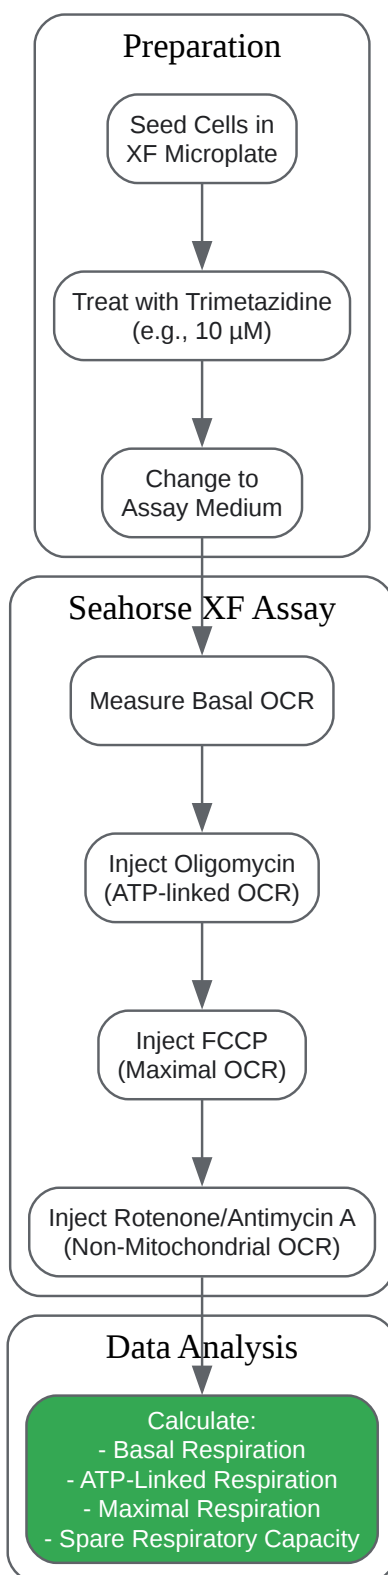 Preparation
Seed Cells in
XF Microplate
Treat with Trimetazidine
(e.g., 10 µM)
Change to
Assay Medium
Seahorse XF Assay
Measure Basal OCR
Inject Oligomycin
(ATP-linked OCR)
Inject FCCP
(Maximal OCR)
Inject Rotenone/Antimycin A
(Non-Mitochondrial OCR)
Data Analysis
Calculate:
- Basal Respiration
- ATP-Linked Respiration
- Maximal Respiration
- Spare Respiratory Capacity